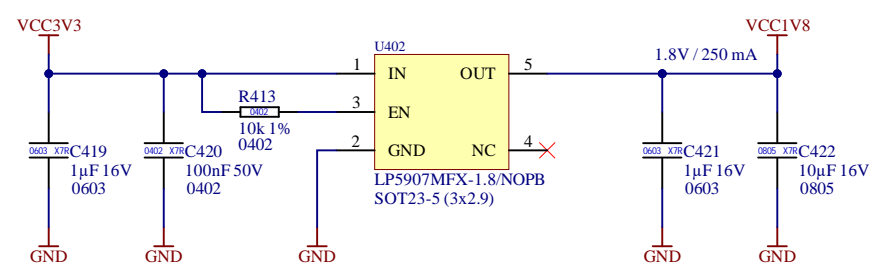 VCC3V3
VCC1V8
U402
1.8V / 250 mA
1
IN
OUT
5
R413
0402
10k 1%
0402
3
EN
2
GND
NC
4
0603 X7R
C419
1µF 16V
0603
0402 X7R
C420
100nF 50V
0402
LP5907MFX-1.8/NOPB
SOT23-5 (3x2.9)
0603 X7R
C421
1µF 16V
0603
0805 X7R
C422
10µF 16V
0805
GND
GND
GND
GND
GND